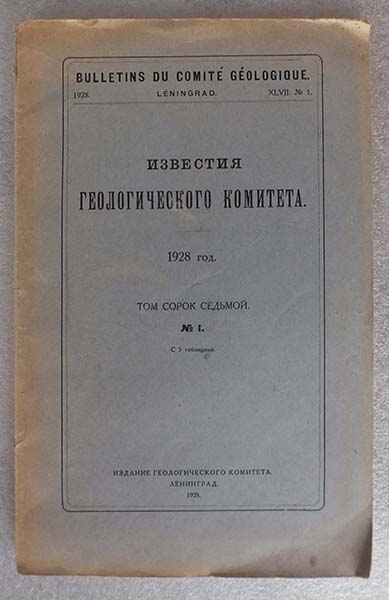 BULLETINS DU COMITÉ GÉOLOGIQUE.
1928. LÉNINGRAD. XLVII. № 1.
ИЗВЕСТИЯ
ГЕОЛОГИЧЕСКОГО КОМИТЕТА.
1928 год.
ТОМ СОРОК СЕДЬМОЙ.
№ 1.
С 5 таблицами.
ИЗДАНИЕ ГЕОЛОГИЧЕСКОГО КОМИТЕТА.
ЛЕНИНГРАД.
1928.